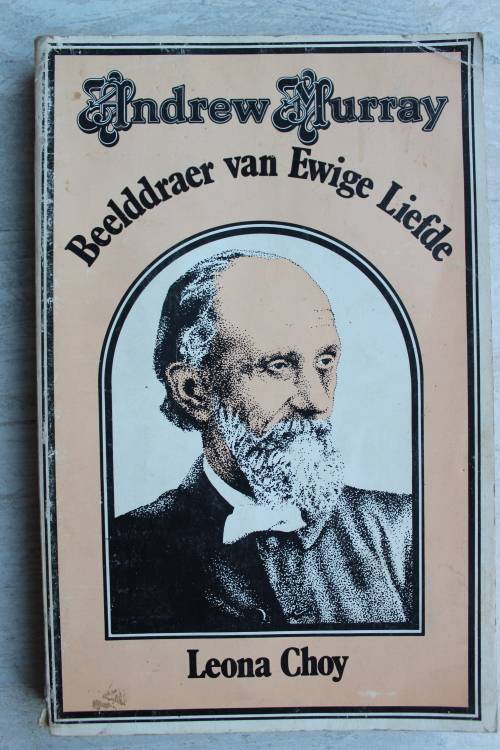 Andrew Murray
Beelddraer van Ewige Liefde
Leona Choy